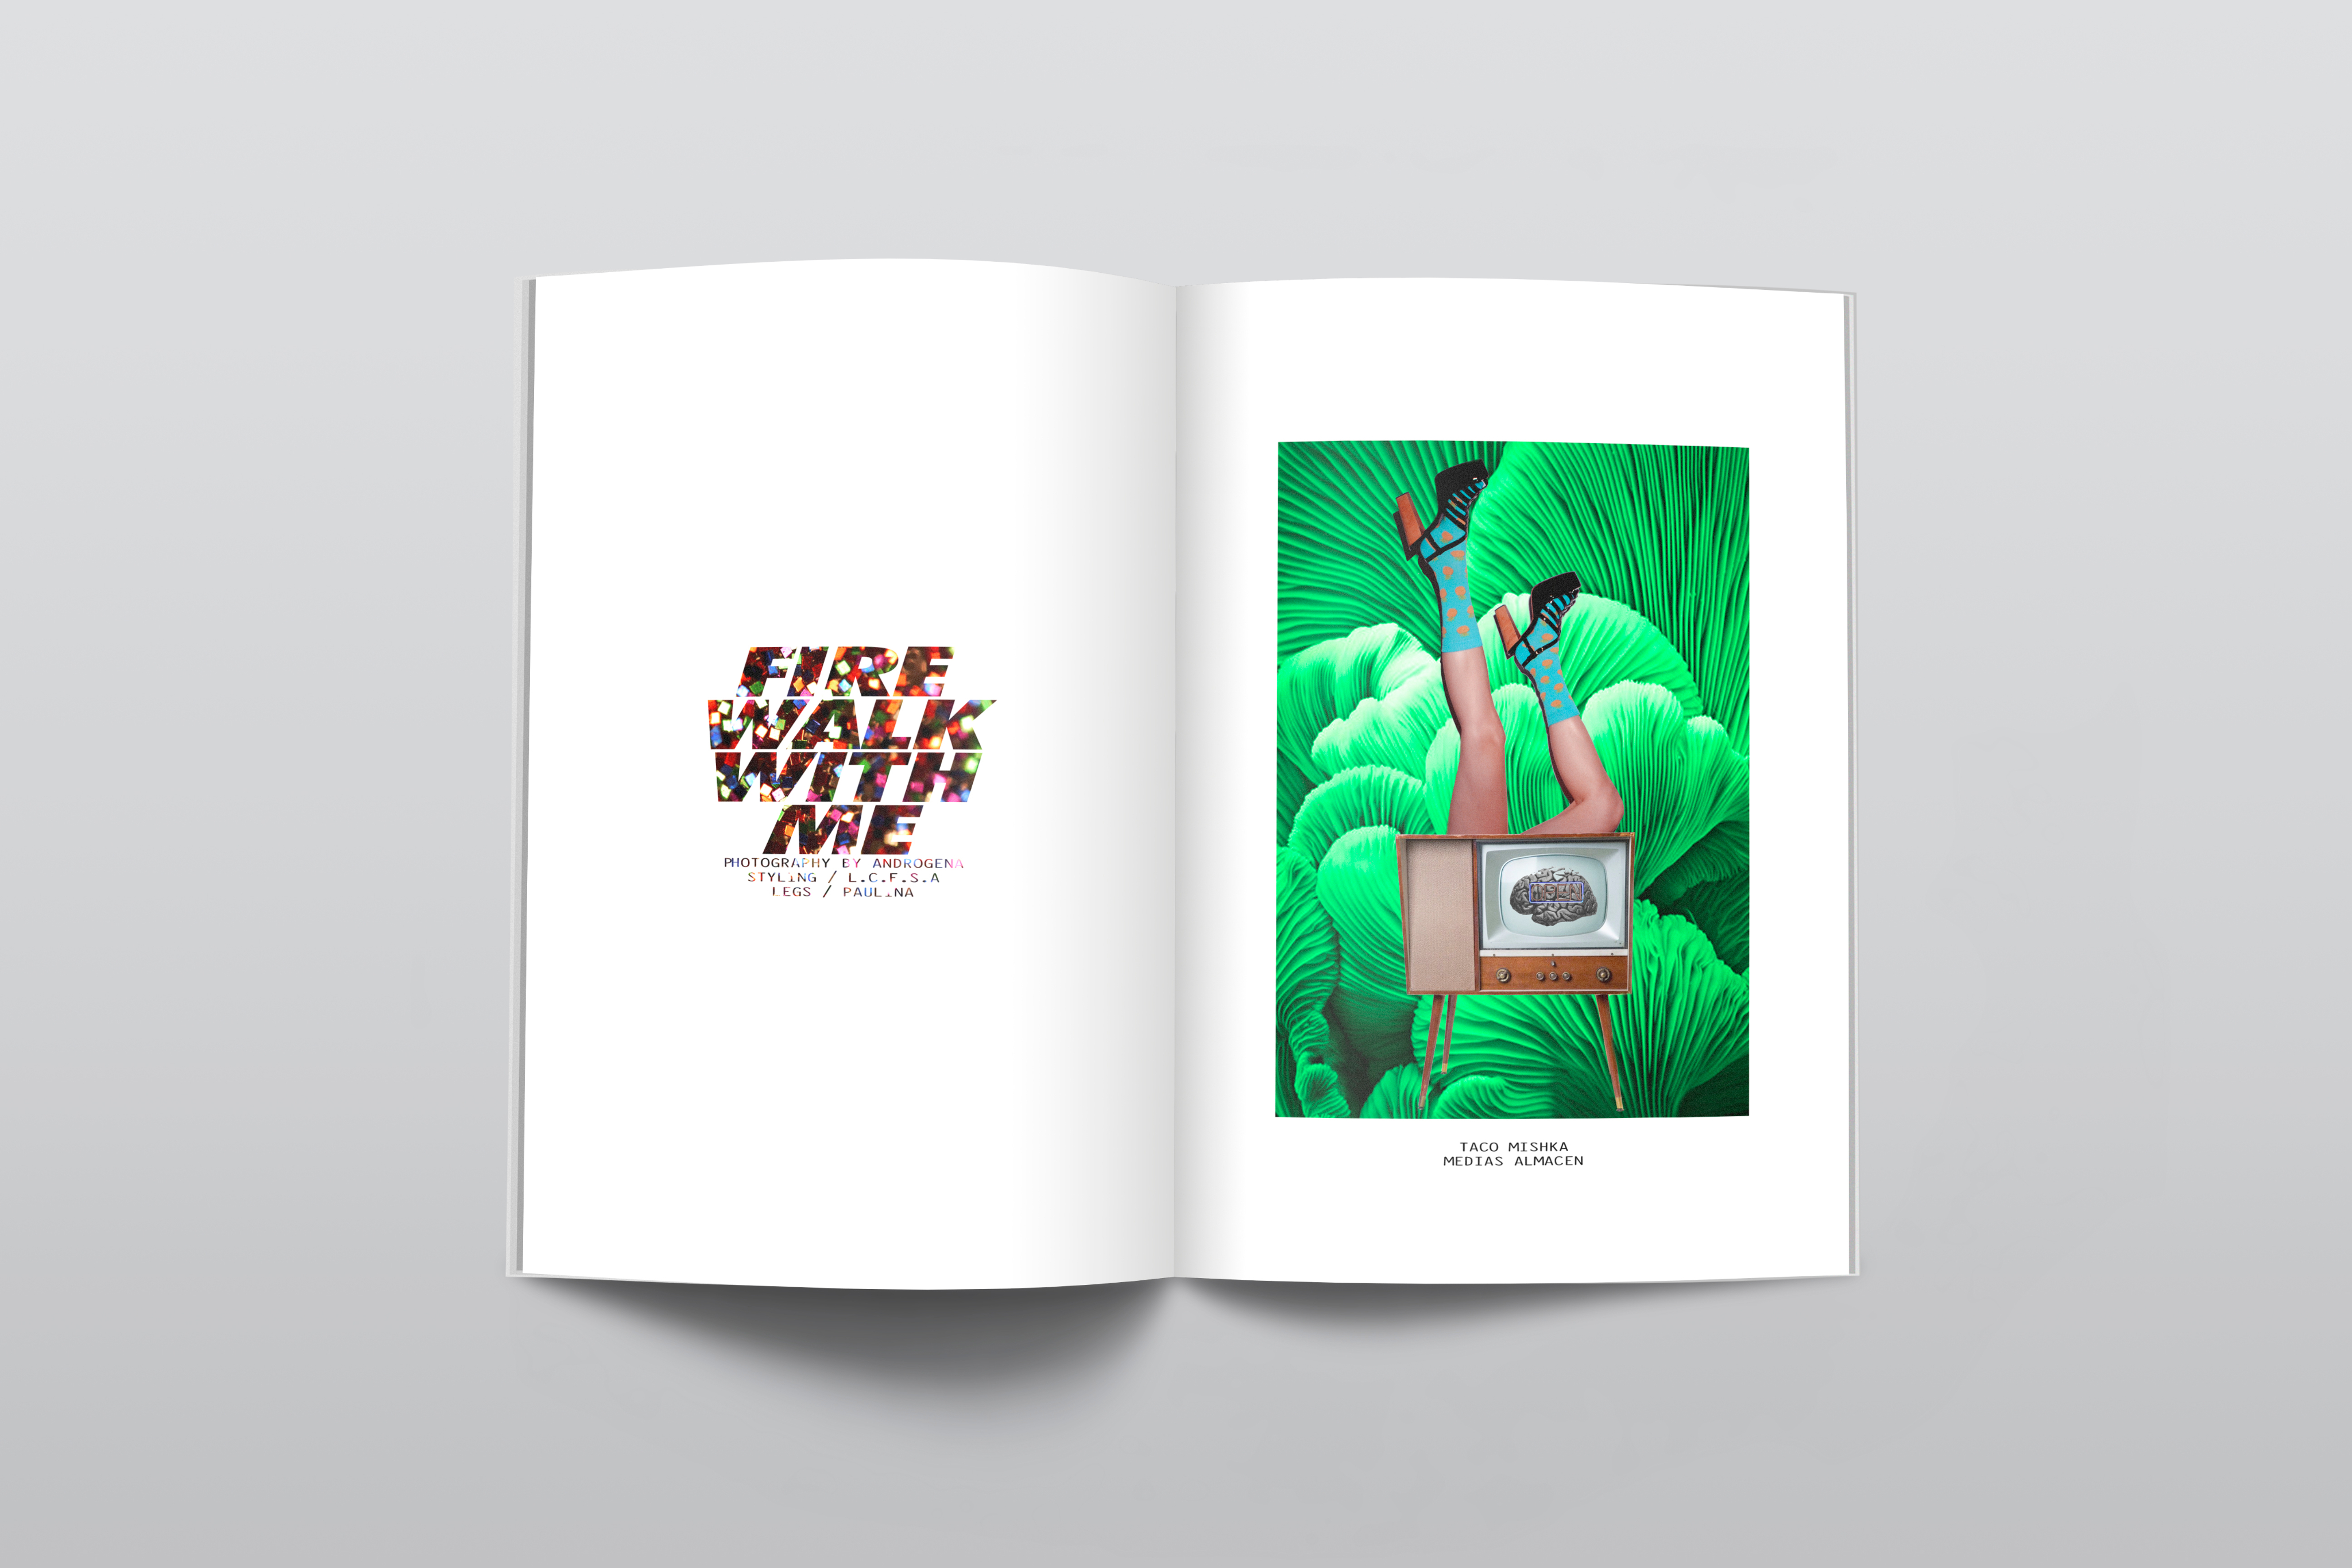 FIRE
WALK
WITH
ME
PHOTOGRAPHY BY ANDROGENA
STYLING / L.C.F.S.A
LEGS / PAULINA
TACO MISHKA
MEDIAS ALMACEN